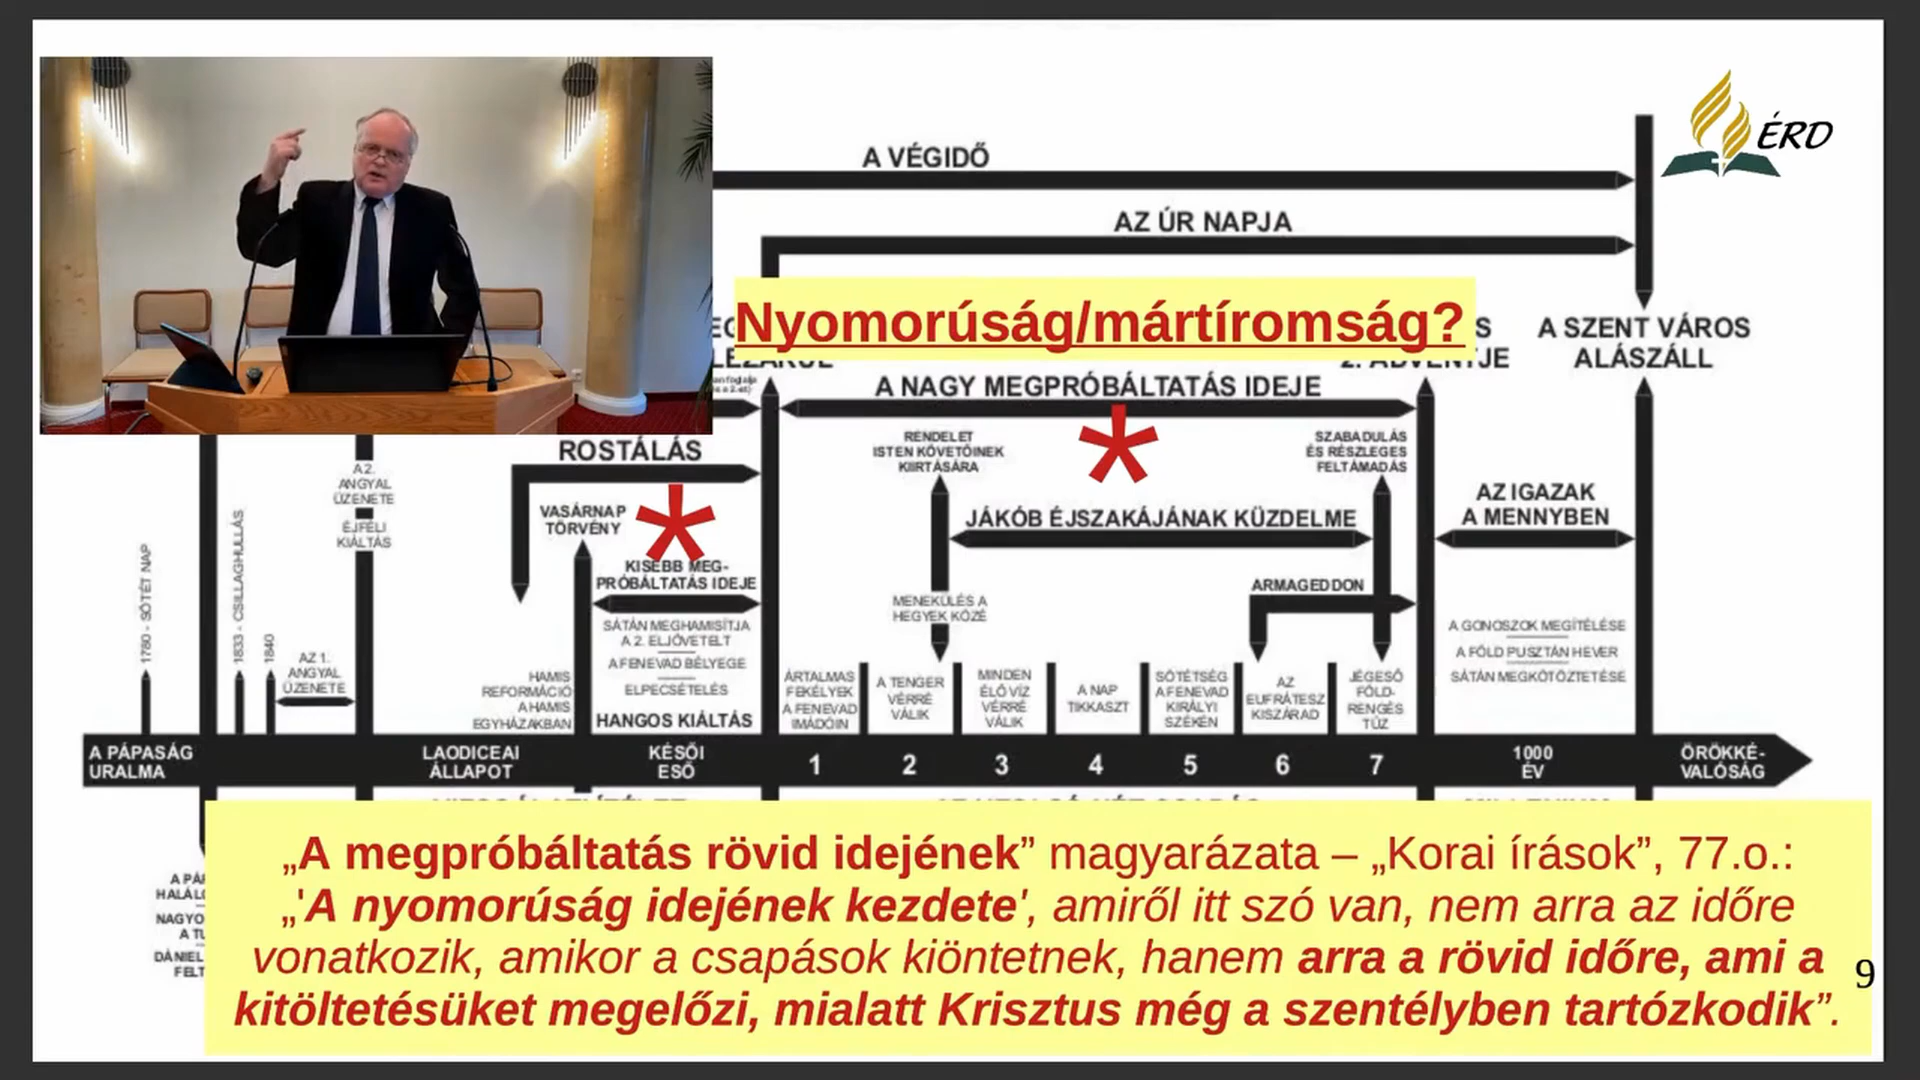 A VÉGIDŐ
ÉRD
AZ ÚR NAPJA
Nyomorúság/mártíromság?
A SZENT VÁROS
ALÁSZÁLL
2. ADVENTJE
A NAGY MEGPRÓBÁLTATÁS IDEJE
ROSTÁLÁS
RENDELET
ISTEN KÖVETŐINEK
KIIRTÁSÁRA
SZABADULÁS
ÉS RÉSZLEGES
FELTÁMADÁS
A 2.
ANGYAL
ÜZENETE
ÉJFÉLI
KIÁLTÁS
VASÁRNAP
TÖRVÉNY
*
*
JÁKÓB ÉJSZAKÁJÁNAK KÜZDELME
AZ IGAZAK
A MENNYBEN
KISEBB MEG-
PRÓBÁLTATÁS IDEJE
ARMAGEDDON
MENEKÜLÉS A
HEGYEK KÖZÉ
1780 - SÖTÉT NAP
1833 - CSILLAGHULLÁS
1840
AZ 1.
ANGYAL
ÜZENETE
SÁTÁN MEGHAMISÍTJA
A 2. ELJÖVETELT
A FENEVAD BÉLYEGE
ELPECSÉTELÉS
HANGOS KIÁLTÁS
HAMIS
REFORMÁCIÓ
A HAMIS
EGYHÁZAKBAN
ÁRTALMAS
FEKÉLYEK
A FENEVAD
IMÁDÓIN
A TENGER
VÉRRÉ
VÁLIK
MINDEN
ÉLŐ VÍZ
VÉRRÉ
VÁLIK
A NAP
TIKKASZT
SÖTÉTSÉG
A FENEVAD
KIRÁLYI
SZÉKÉN
AZ
EUFRÁTESZ
KISZÁRAD
JÉGESŐ
FÖLD-
RENGÉS
TŰZ
A GONOSZOK MEGÍTÉLÉSE
A FÖLD PUSZTÁN HEVER
SÁTÁN MEGKÖTÖZTETÉSE
A PÁPASÁG
URALMA
LAODICEAI
ÁLLAPOT
KÉSŐI
ESŐ
1 2 3 4 5 6 7
1000
ÉV
ÖRÖKKÉ-
VALÓSÁG
„A megpróbáltatás rövid idejének” magyarázata – „Korai írások”, 77.o.:
„'A nyomorúság idejének kezdete', amiről itt szó van, nem arra az időre
vonatkozik, amikor a csapások kiöntetnek, hanem arra a rövid időre, ami a
kitöltetésüket megelőzi, mialatt Krisztus még a szentélyben tartózkodik”.
9